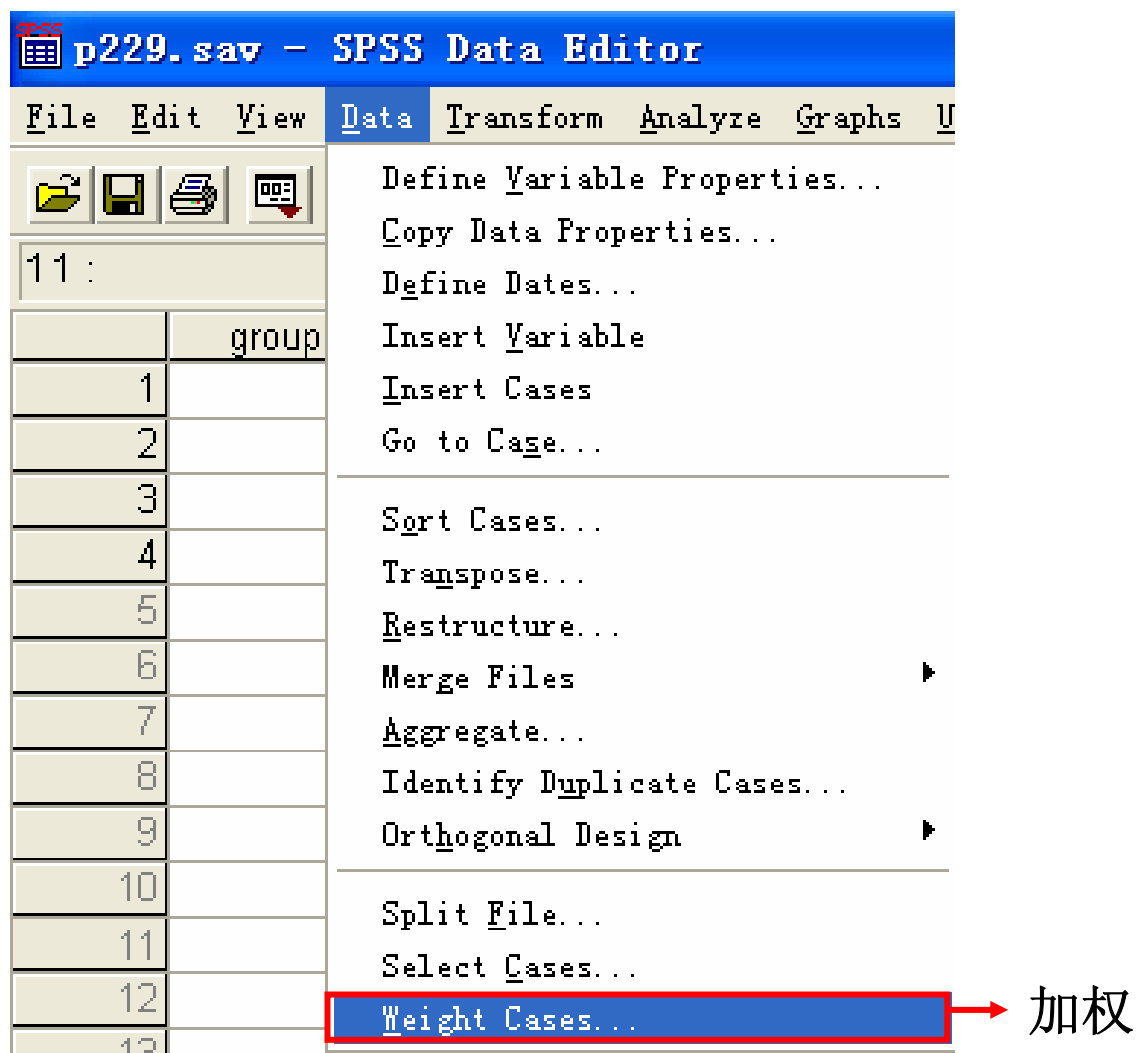 SPSS
p229.sav - SPSS Data Editor
File Edit View Data Transform Analyze Graphs U
Define Variable Properties...
Copy Data Properties...
11 :
Define Dates...
group
Insert Variable
1
Insert Cases
2
Go to Case...
3
Sort Cases...
4
Transpose...
5
Restructure...
6
Merge Files
7
Aggregate...
8
Identify Duplicate Cases...
9
Orthogonal Design
10
Split File...
11
Select Cases...
12
Weight Cases...
加权
13